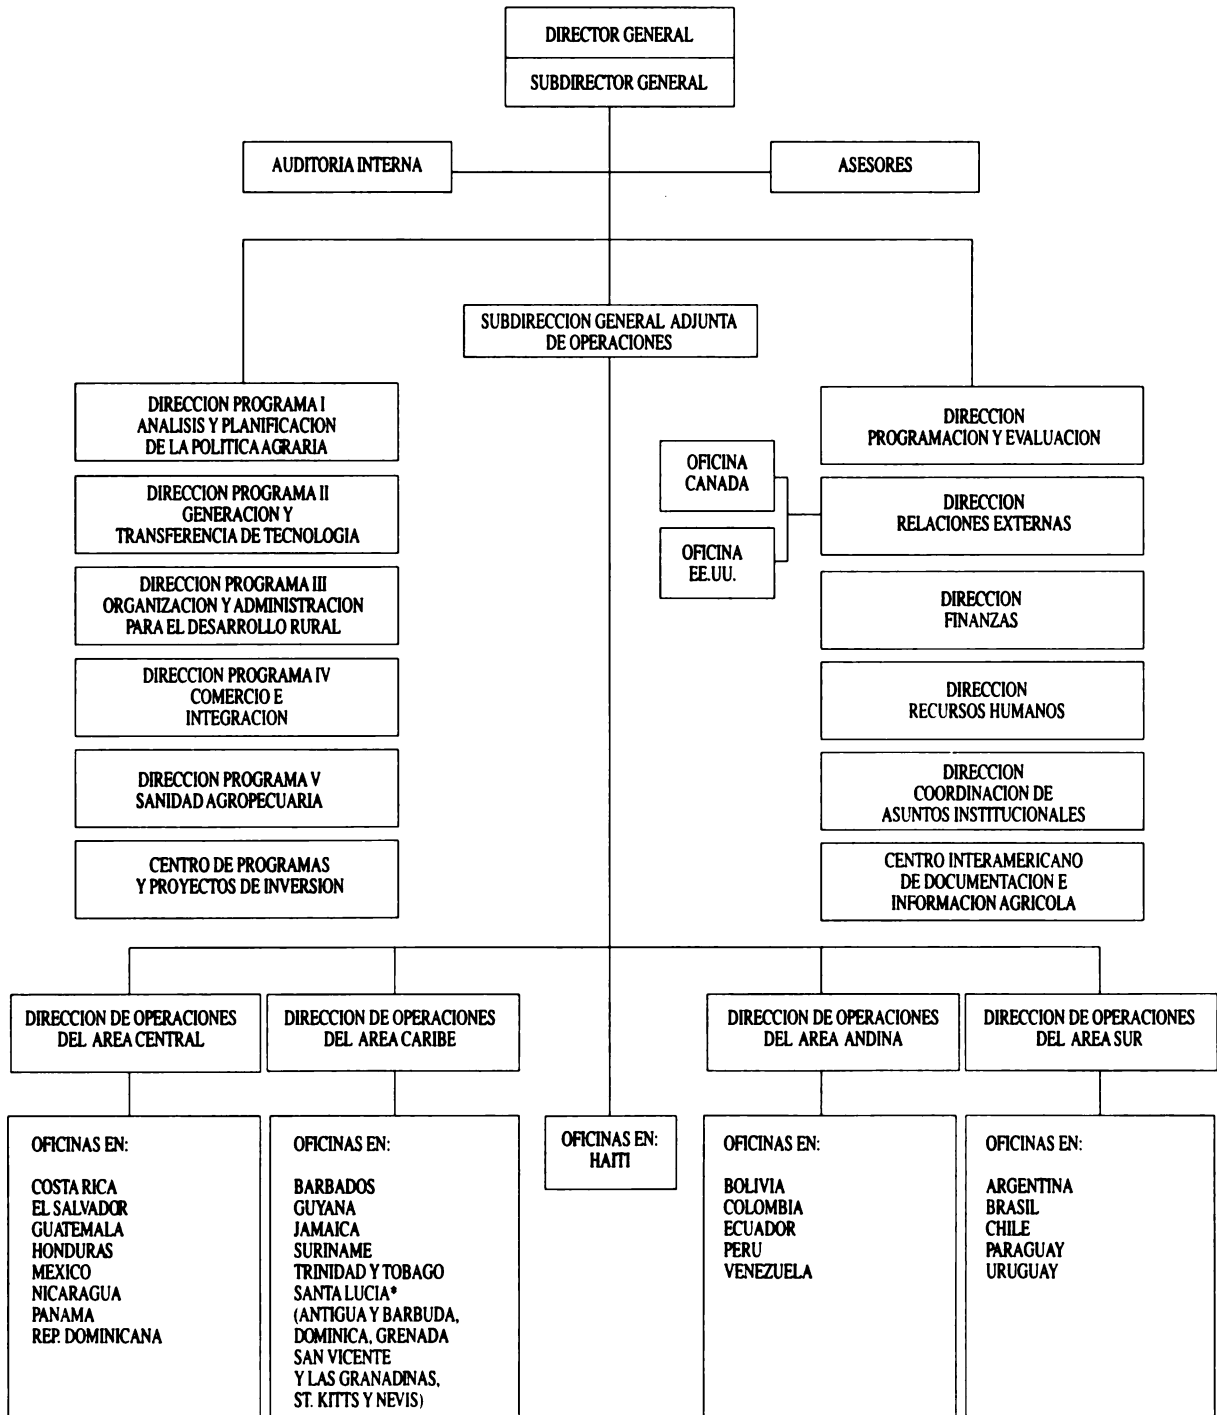 DIRECTOR GENERAL
SUBDIRECTOR GENERAL
AUDITORIA INTERNA
ASESORES
SUBDIRECCION GENERAL ADJUNTA
DE OPERACIONES
DIRECCION PROGRAMA I
ANALISIS Y PLANIFICACION
DE LA POLITICA AGRARIA
DIRECCION PROGRAMA II
GENERACION Y
TRANSFERENCIA DE TECNOLOGIA
DIRECCION PROGRAMA III
ORGANIZACION Y ADMINISTRACION
PARA EL DESARROLLO RURAL
DIRECCION PROGRAMA IV
COMERCIO E
INTEGRACION
DIRECCION PROGRAMA V
SANIDAD AGROPECUARIA
CENTRO DE PROGRAMAS
Y PROYECTOS DE INVERSION
OFICINA
CANADA
OFICINA
EE.UU.
DIRECCION
PROGRAMACION Y EVALUACION
DIRECCION
RELACIONES EXTERNAS
DIRECCION
FINANZAS
DIRECCION
RECURSOS HUMANOS
DIRECCION
COORDINACION DE
ASUNTOS INSTITUCIONALES
CENTRO INTERAMERICANO
DE DOCUMENTACION E
INFORMACION AGRICOLA
DIRECCION DE OPERACIONES
DEL AREA CENTRAL
DIRECCION DE OPERACIONES
DEL AREA CARIBE
DIRECCION DE OPERACIONES
DEL AREA ANDINA
DIRECCION DE OPERACIONES
DEL AREA SUR
OFICINAS EN:
COSTA RICA
EL SALVADOR
GUATEMALA
HONDURAS
MEXICO
NICARAGUA
PANAMA
REP. DOMINICANA
OFICINAS EN:
BARBADOS
GUYANA
JAMAICA
SURINAME
TRINIDAD Y TOBAGO
SANTA LUCIA*
(ANTIGUA Y BARBUDA,
DOMINICA, GRENADA
SAN VICENTE
Y LAS GRANADINAS,
ST. KITTS Y NEVIS)
OFICINAS EN:
HAITI
OFICINAS EN:
BOLIVIA
COLOMBIA
ECUADOR
PERU
VENEZUELA
OFICINAS EN:
ARGENTINA
BRASIL
CHILE
PARAGUAY
URUGUAY